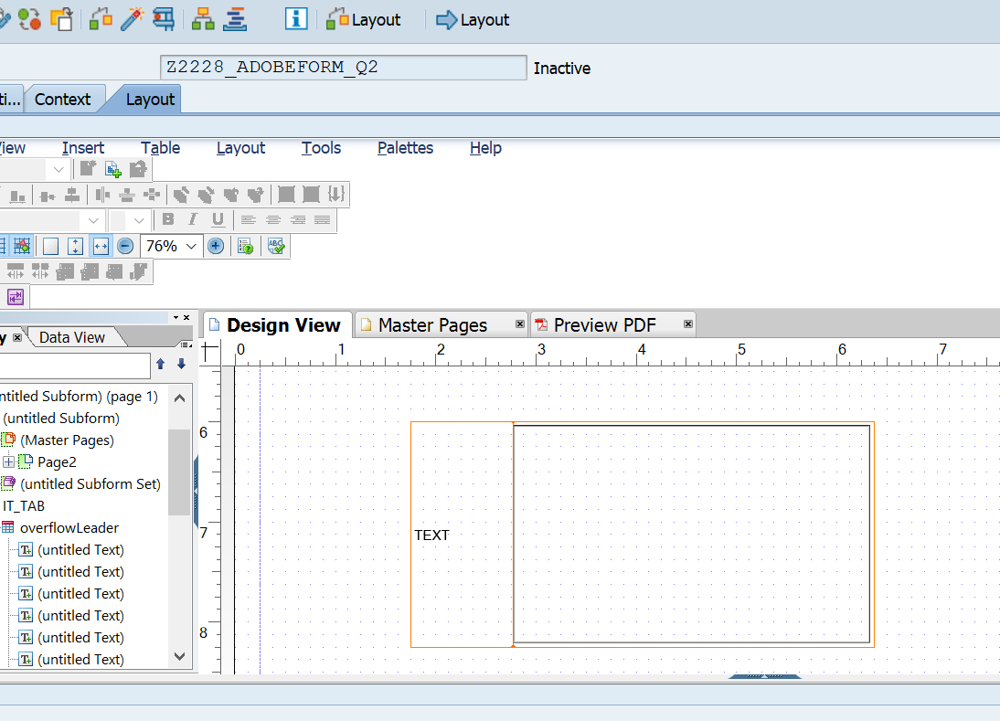 Layout
Layout
Z2228_ADOBEFORM_Q2
Inactive
ti...
Context
Layout
View
Insert
Table
Layout
Tools
Palettes
Help
B I U
76%
ABC
y
Data View
Design View
Master Pages
Preview PDF
0 1 2 3 4 5 6 7
ntitled Subform) (page 1)
(untitled Subform)
(Master Pages)
Page2
(untitled Subform Set)
IT_TAB
overflowLeader
(untitled Text)
(untitled Text)
(untitled Text)
(untitled Text)
(untitled Text)
(untitled Text)
6
7
8
TEXT